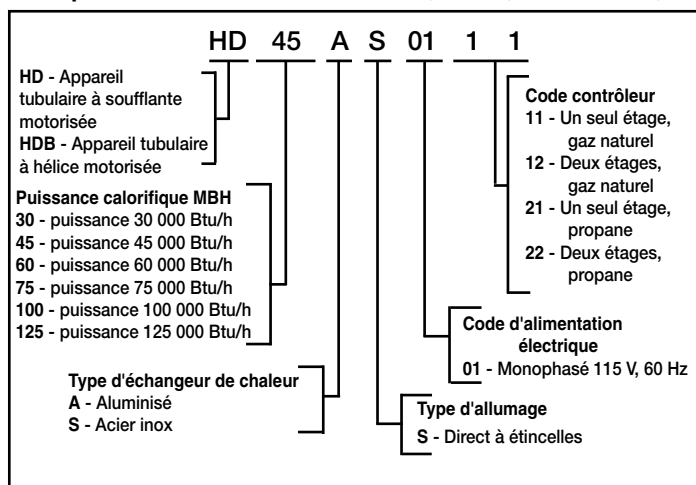 HD 45 A S 01 1 1
HD - Appareil
tubulaire à soufflante
motorisée
HDB - Appareil tubulaire
à hélice motorisée
Puissance calorifique MBH
30 - puissance 30 000 Btu/h
45 - puissance 45 000 Btu/h
60 - puissance 60 000 Btu/h
75 - puissance 75 000 Btu/h
100 - puissance 100 000 Btu/h
125 - puissance 125 000 Btu/h
Type d'échangeur de chaleur
A - Aluminisé
S - Acier inox
Code contrôleur
11 - Un seul étage,
gaz naturel
12 - Deux étages,
gaz naturel
21 - Un seul étage,
propane
22 - Deux étages,
propane
Code d'alimentation
électrique
01 - Monophasé 115 V, 60 Hz
Type d'allumage
S - Direct à étincelles